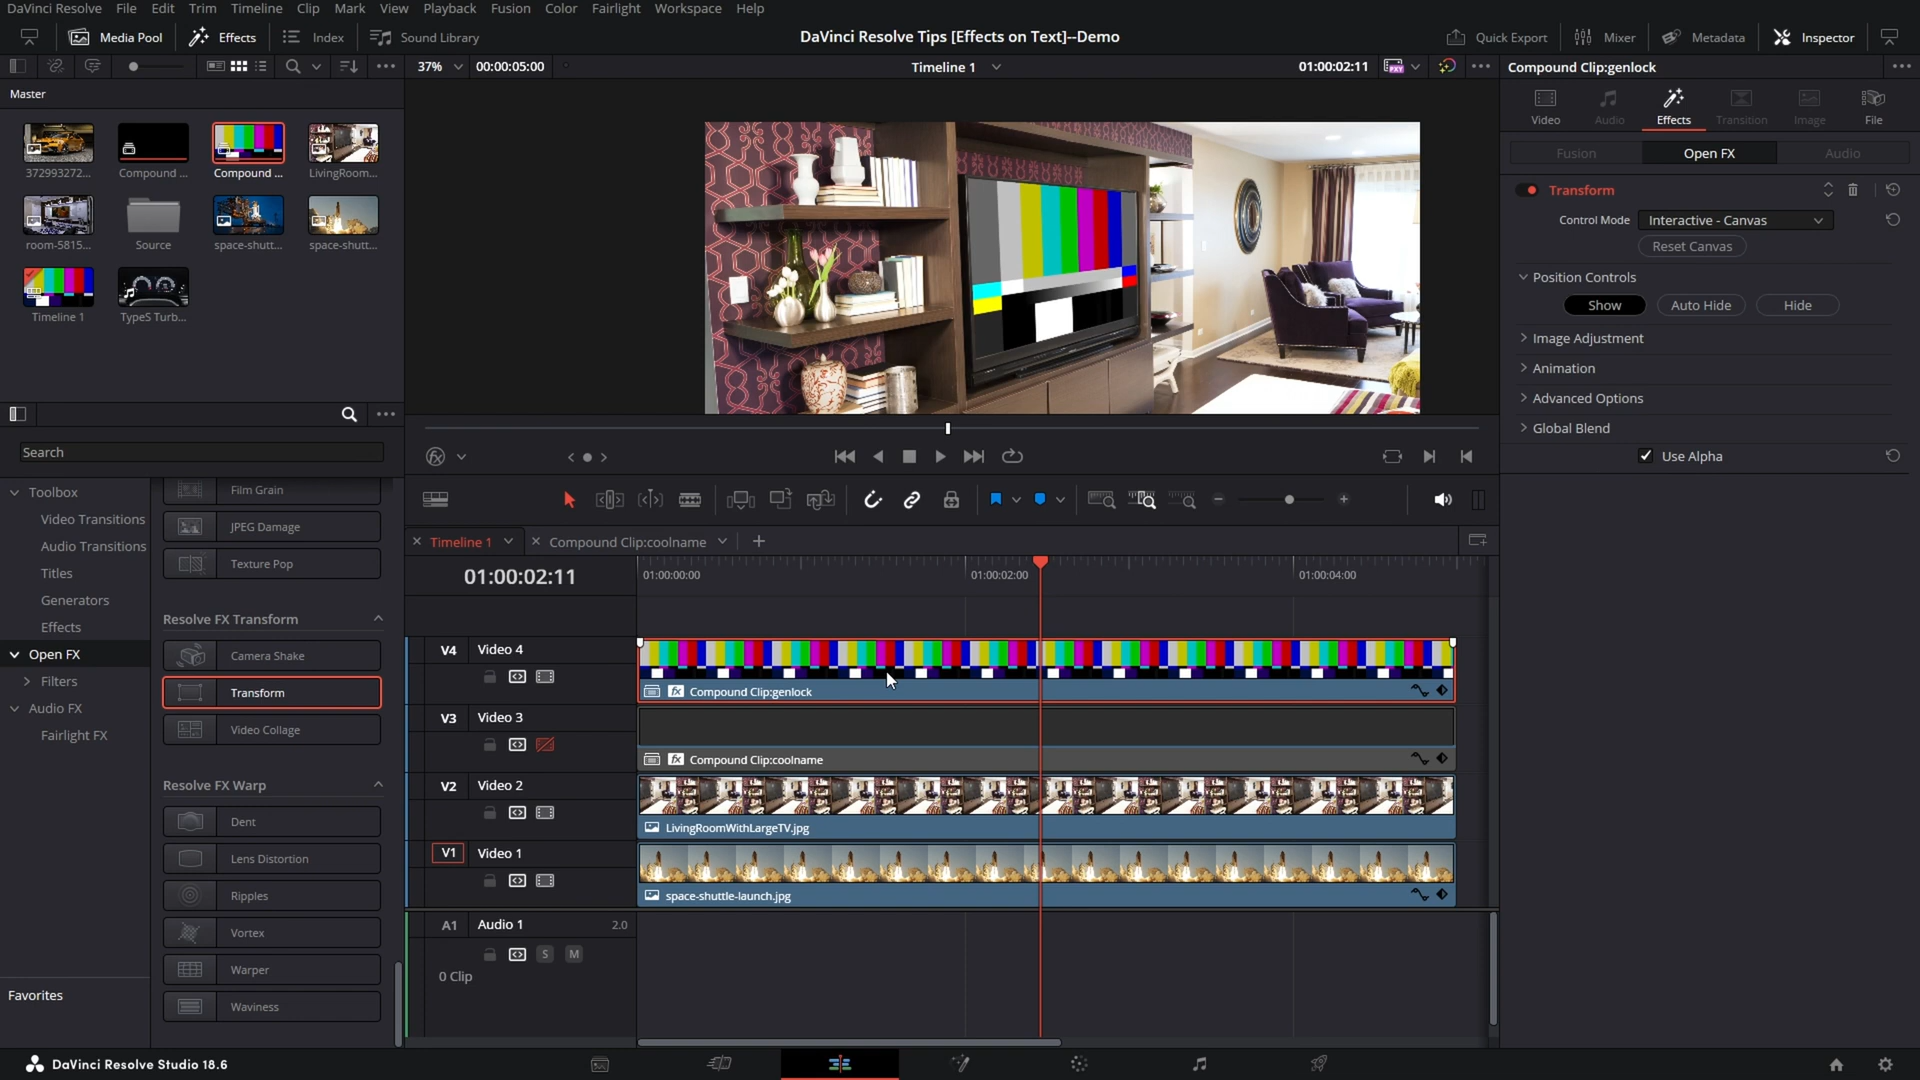 DaVinci Resolve File Edit Trim Timeline Clip Mark View Playback Fusion Color Fairlight Workspace Help
Media Pool Effects Index Sound Library
DaVinci Resolve Tips [Effects on Text]--Demo
Quick Export Mixer Metadata Inspector
37% 00:00:05:00 Timeline 1 01:00:02:11
Compound Clip:genlock
Master
Video Audio Effects Transition Image File
372993272... Compound ... Compound ... LivingRoom...
room-5815... Source space-shutt... space-shutt...
Timeline 1 TypeS Turb...
Fusion Open FX Audio
Transform
Control Mode Interactive - Canvas
Reset Canvas
Position Controls
Show Auto Hide Hide
Image Adjustment
Animation
Advanced Options
Global Blend
Use Alpha
Search
Toolbox
Video Transitions
Audio Transitions
Titles
Generators
Effects
Open FX
Filters
Audio FX
Fairlight FX
Favorites
Film Grain
JPEG Damage
Texture Pop
Resolve FX Transform
Camera Shake
Transform
Video Collage
Resolve FX Warp
Dent
Lens Distortion
Ripples
Vortex
Warper
Waviness
Timeline 1 Compound Clip:coolname
01:00:02:11 01:00:00:00 01:00:02:00 01:00:04:00
V4 Video 4
Compound Clip:genlock
V3 Video 3
Compound Clip:coolname
V2 Video 2
LivingRoomWithLargeTV.jpg
V1 Video 1
space-shuttle-launch.jpg
A1 Audio 1 2.0
S M
0 Clip
DaVinci Resolve Studio 18.6